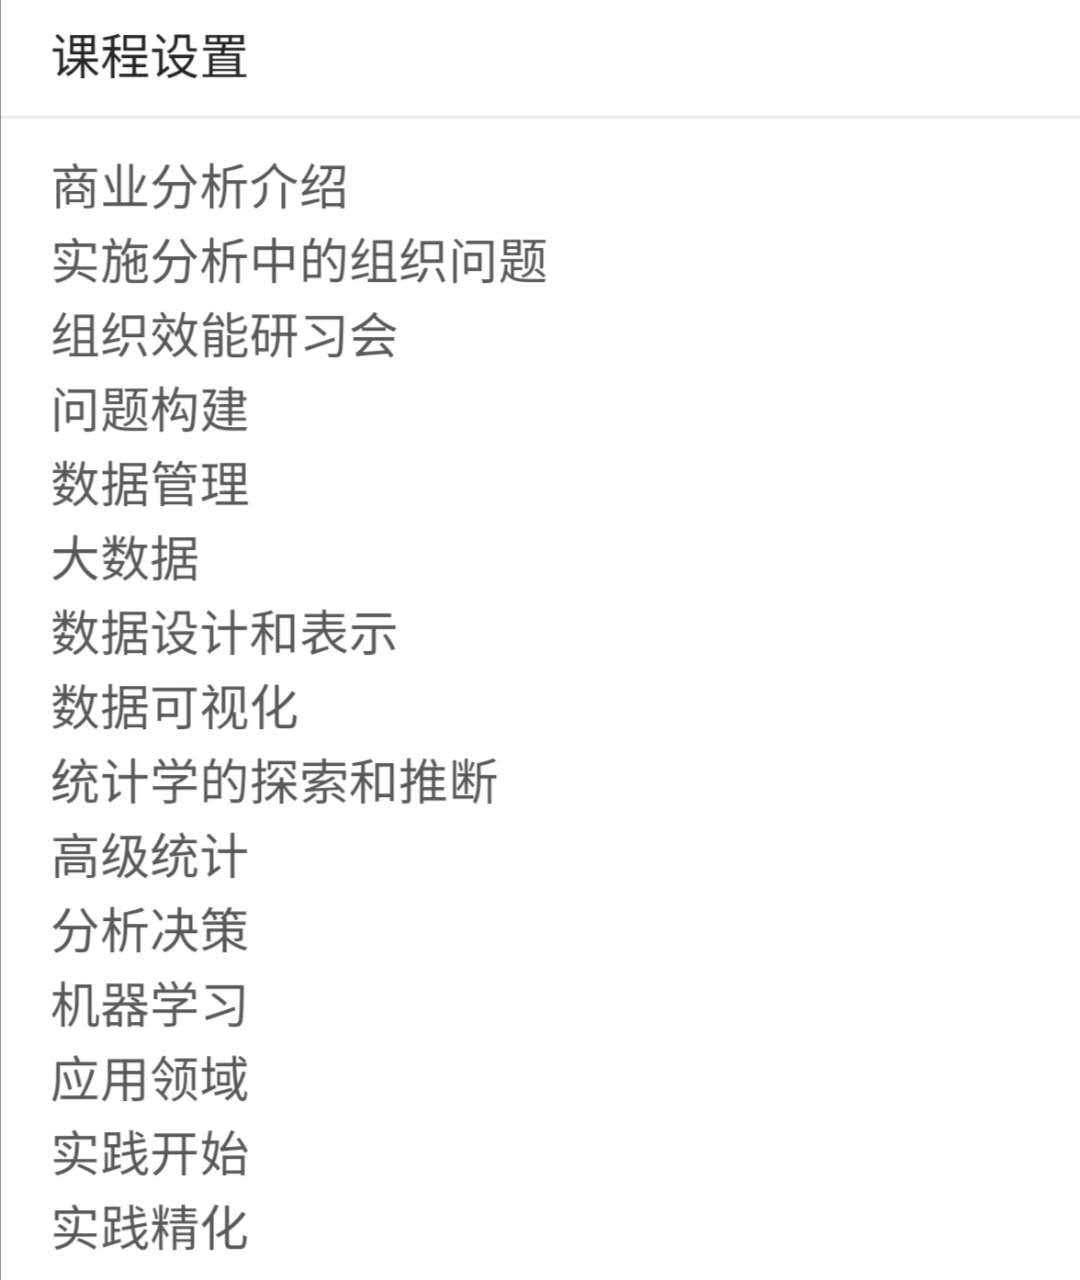 课程设置
商业分析介绍
实施分析中的组织问题
组织效能研习会
问题构建
数据管理
大数据
数据设计和表示
数据可视化
统计学的探索和推断
高级统计
分析决策
机器学习
应用领域
实践开始
实践精化